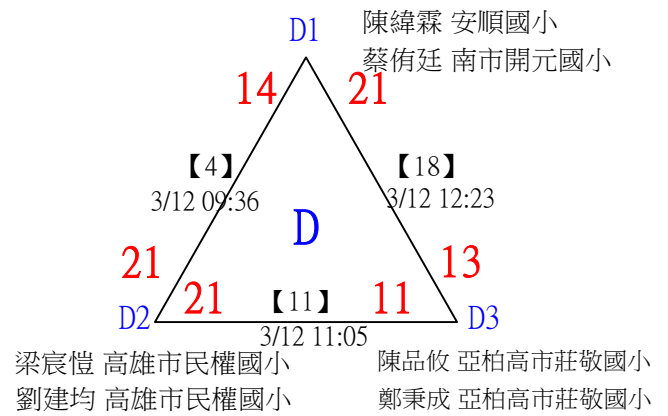 D1
陳緯霖 安順國小
蔡侑廷 南市開元國小
14 21
【4】 【18】
3/12 09:36 3/12 12:23
D
21 13
21 【11】 11
D2 D3
3/12 11:05
梁宸愷 高雄市民權國小 陳品攸 亞柏高市莊敬國小
劉建均 高雄市民權國小 鄭秉成 亞柏高市莊敬國小